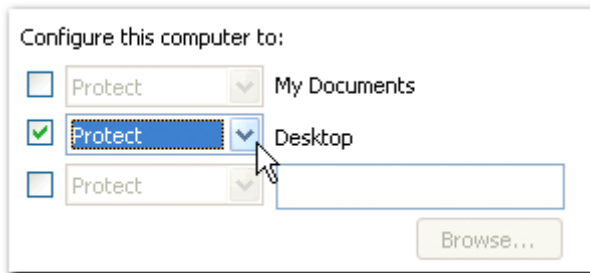 Configure this computer to:
Protect My Documents
Protect Desktop
Protect
Browse...